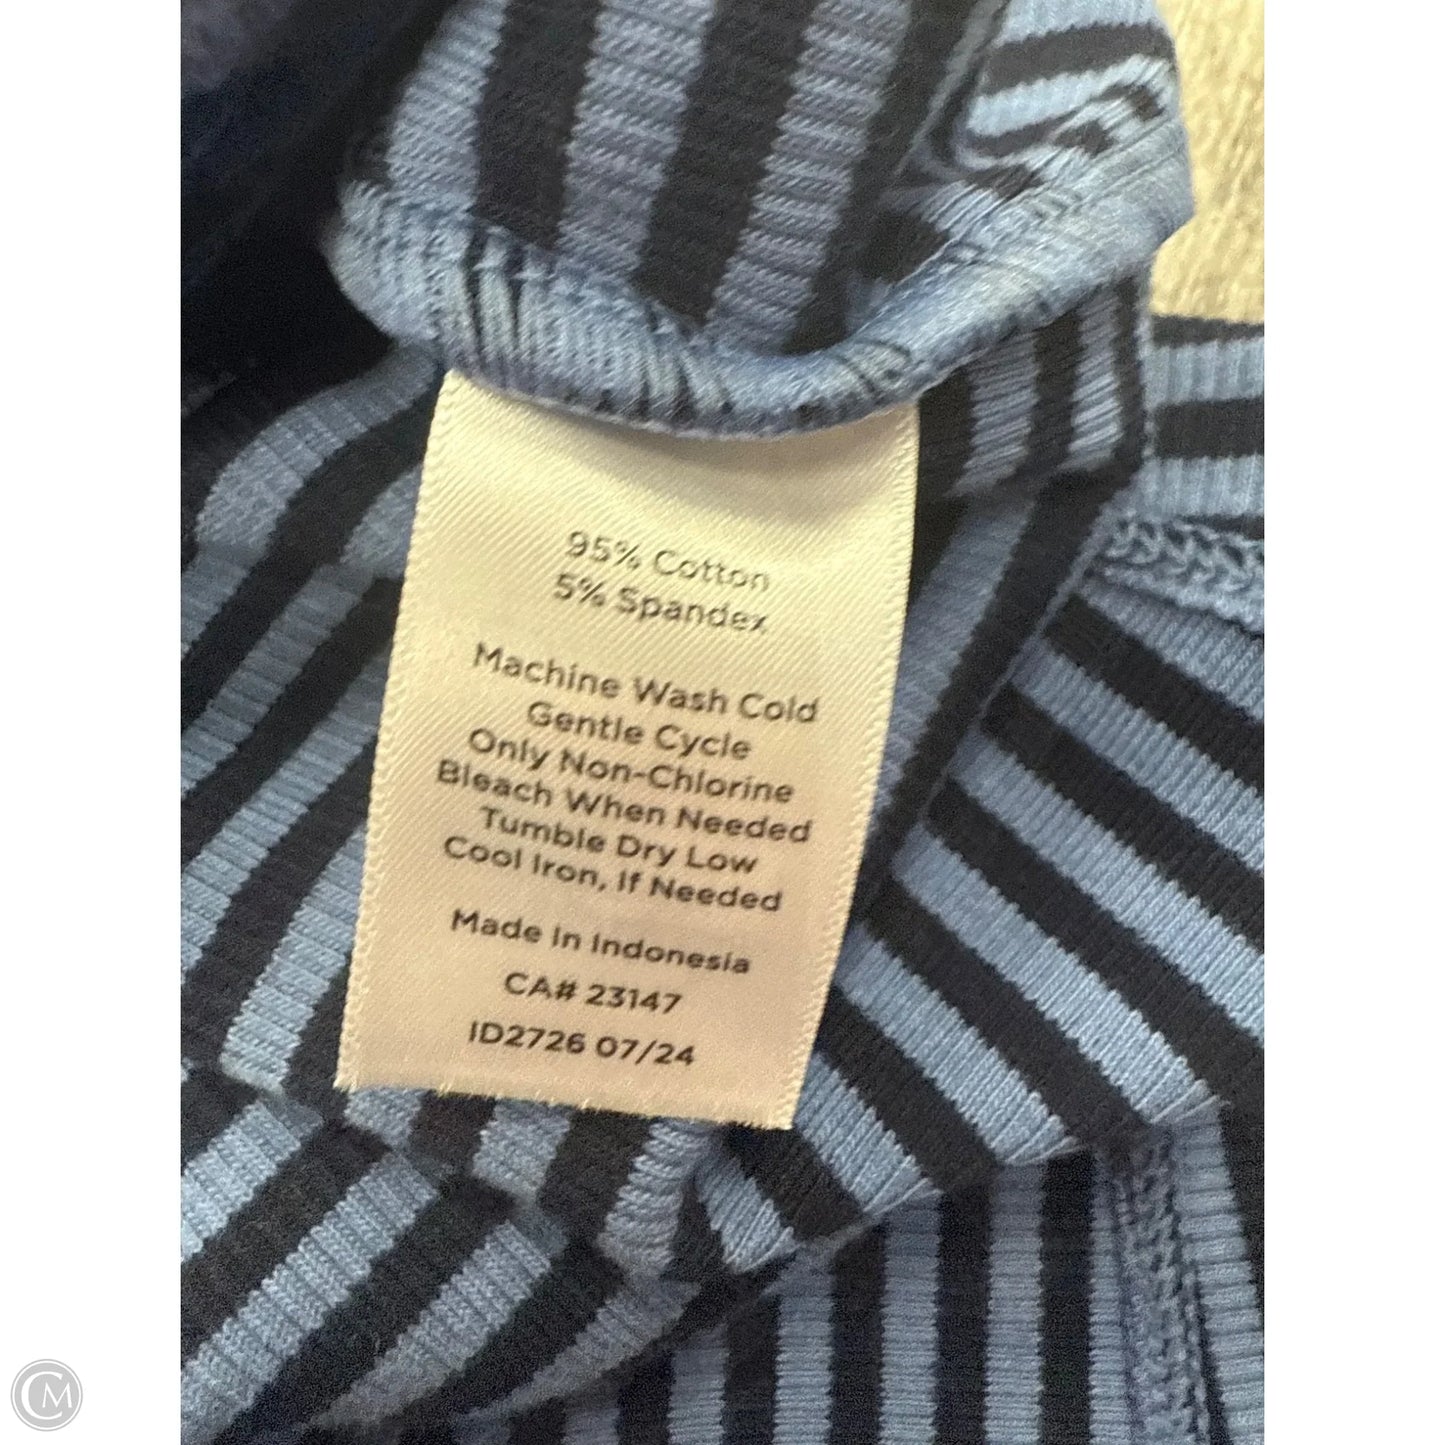 95% Cotton
5% Spandex
Machine Wash Cold
Gentle Cycle
Only Non-Chlorine
Bleach When Needed
Tumble Dry Low
Cool Iron, If Needed
Made In Indonesia
CA# 23147
ID2726 07/24
CM